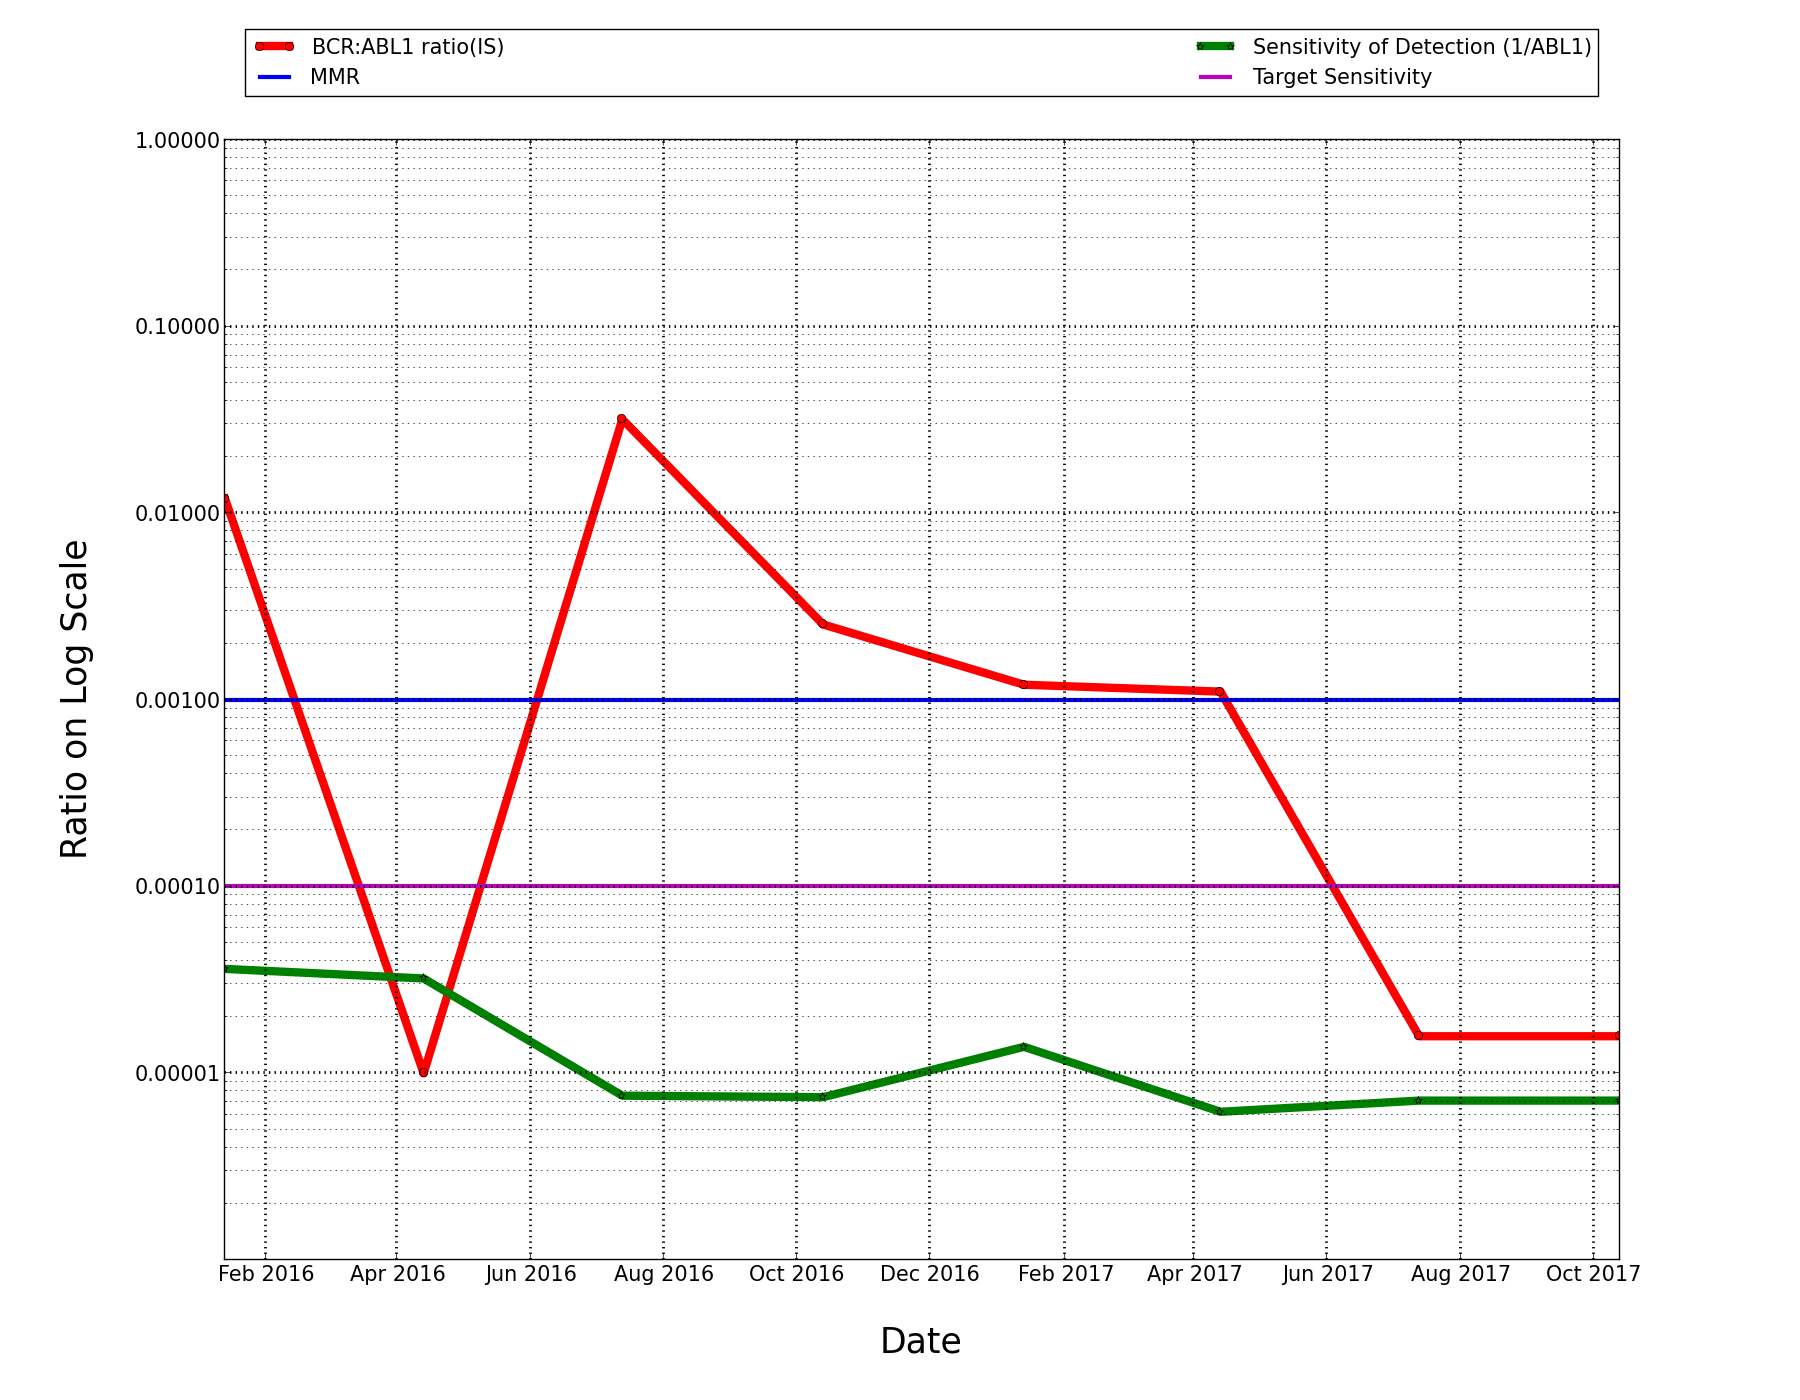 BCR:ABL1 ratio(IS)
MMR
Sensitivity of Detection (1/ABL1)
Target Sensitivity
1.00000
0.10000
0.01000
0.00100
0.00010
0.00001
Ratio on Log Scale
Feb 2016 Apr 2016 Jun 2016 Aug 2016 Oct 2016 Dec 2016 Feb 2017 Apr 2017 Jun 2017 Aug 2017 Oct 2017
Date